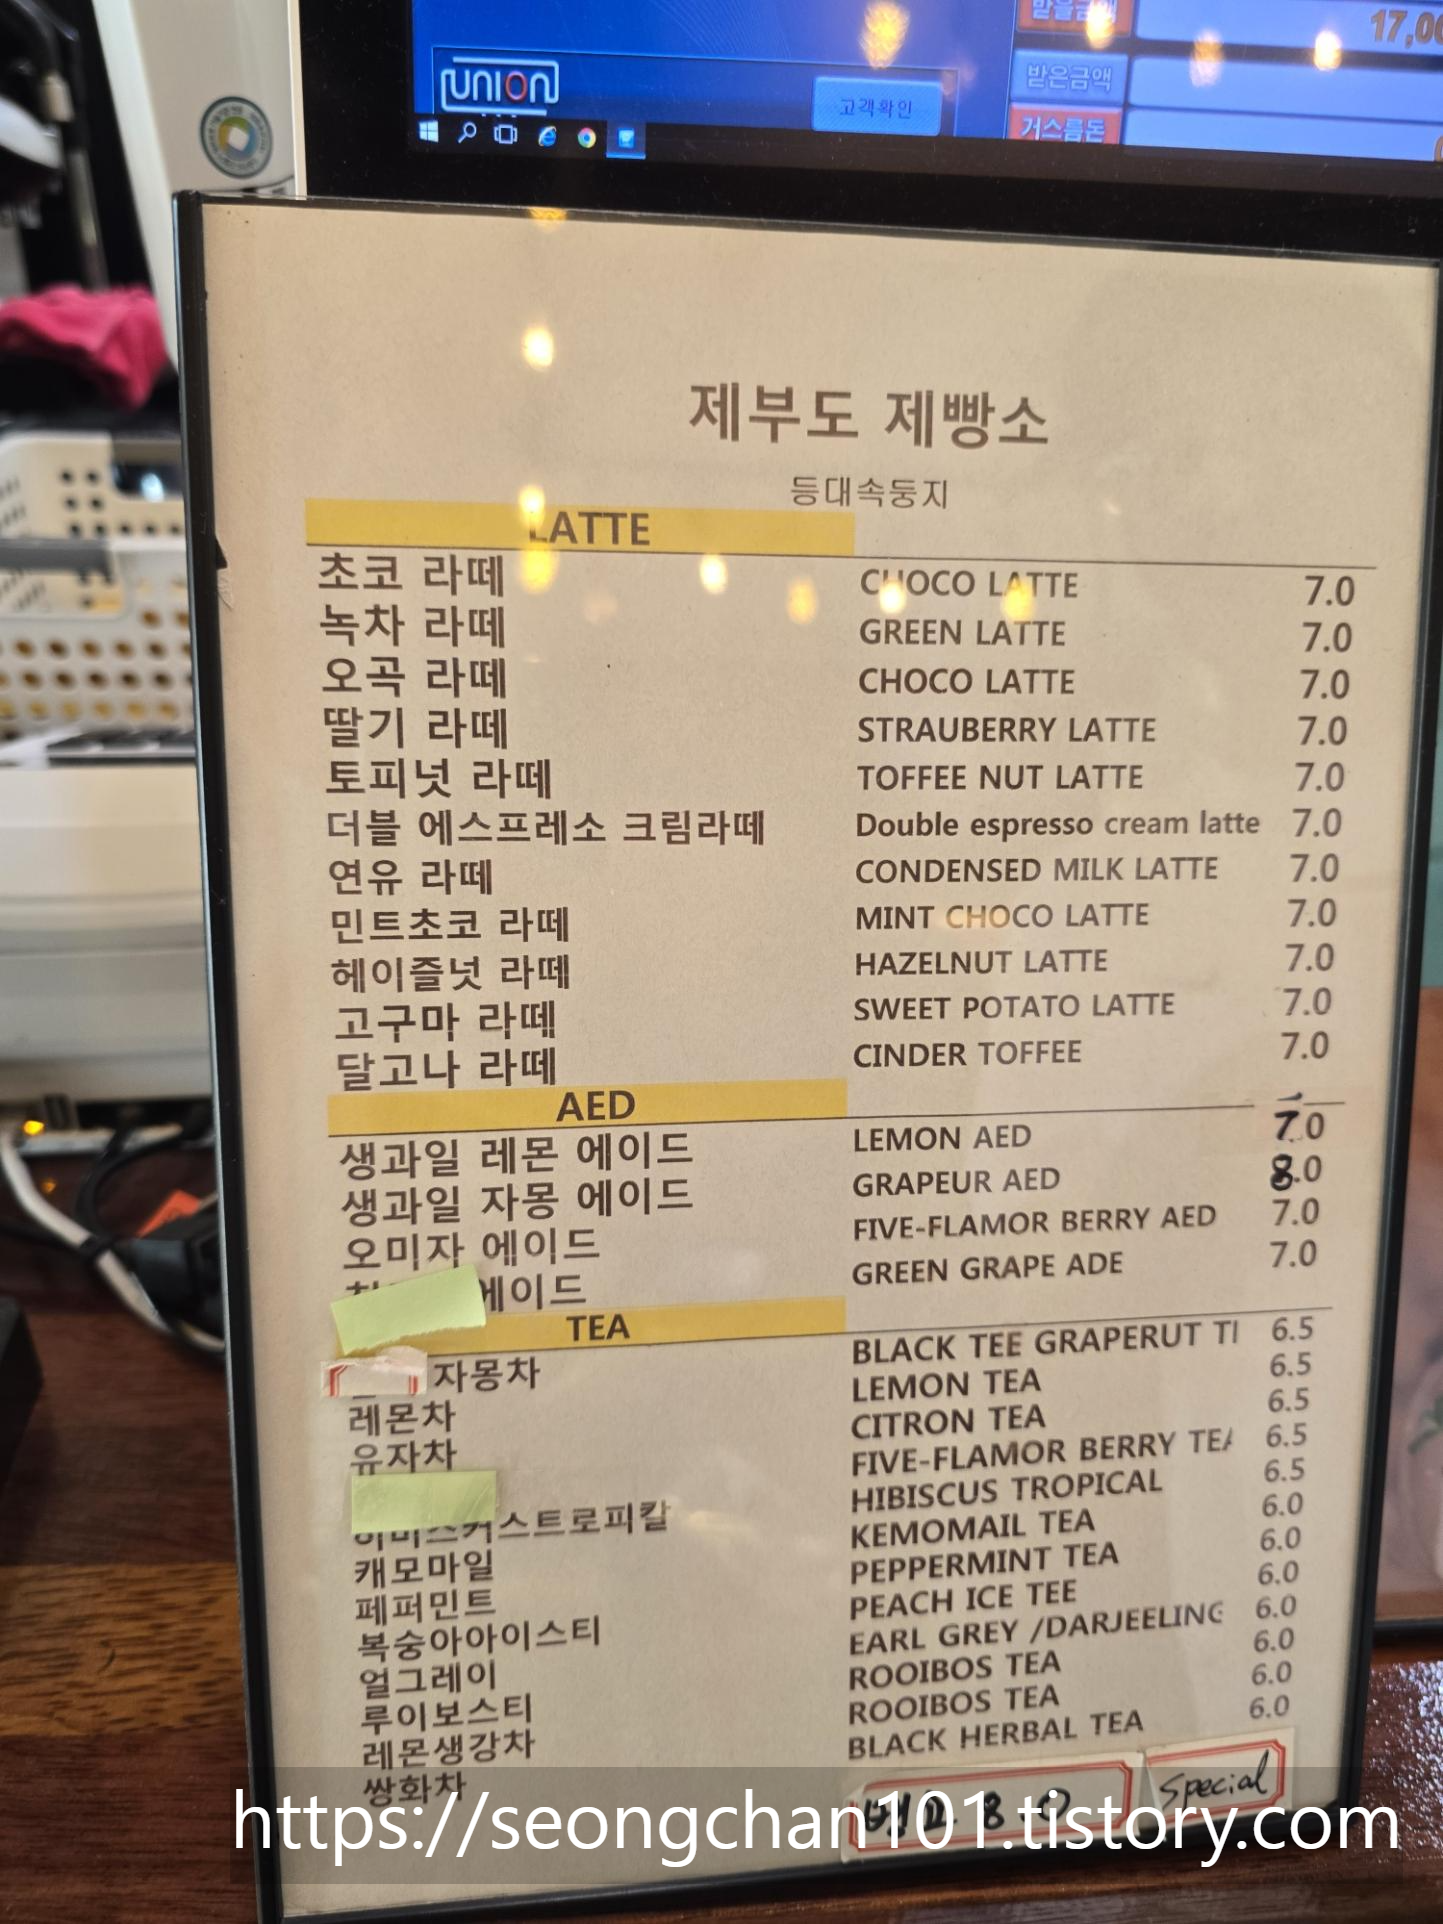 UNION
고객확인
받을금액 17,00
받은금액
거스름돈
제부도 제빵소
등대속둥지
LATTE
초코 라떼 CHOCO LATTE 7.0
녹차 라떼 GREEN LATTE 7.0
오곡 라떼 CHOCO LATTE 7.0
딸기 라떼 STRAUBERRY LATTE 7.0
토피넛 라떼 TOFFEE NUT LATTE 7.0
더블 에스프레소 크림라떼 Double espresso cream latte 7.0
연유 라떼 CONDENSED MILK LATTE 7.0
민트초코 라떼 MINT CHOCO LATTE 7.0
헤이즐넛 라떼 HAZELNUT LATTE 7.0
고구마 라떼 SWEET POTATO LATTE 7.0
달고나 라떼 CINDER TOFFEE 7.0
AED
생과일 레몬 에이드 LEMON AED 7.0
생과일 자몽 에이드 GRAPEUR AED 8.0
오미자 에이드 FIVE-FLAMOR BERRY AED 7.0
에이드 GREEN GRAPE ADE 7.0
TEA
자몽차 BLACK TEE GRAPERUT TI 6.5
레몬차 LEMON TEA 6.5
유자차 CITRON TEA 6.5
FIVE-FLAMOR BERRY TEA 6.5
히비스커스트로피칼 HIBISCUS TROPICAL 6.5
캐모마일 KEMOMAIL TEA 6.0
페퍼민트 PEPPERMINT TEA 6.0
복숭아아이스티 PEACH ICE TEE 6.0
얼그레이 EARL GREY /DARJEELING 6.0
루이보스티 ROOIBOS TEA 6.0
레몬생강차 ROOIBOS TEA 6.0
쌍화차 BLACK HERBAL TEA 6.0
special
https://seongchan101.tistory.com